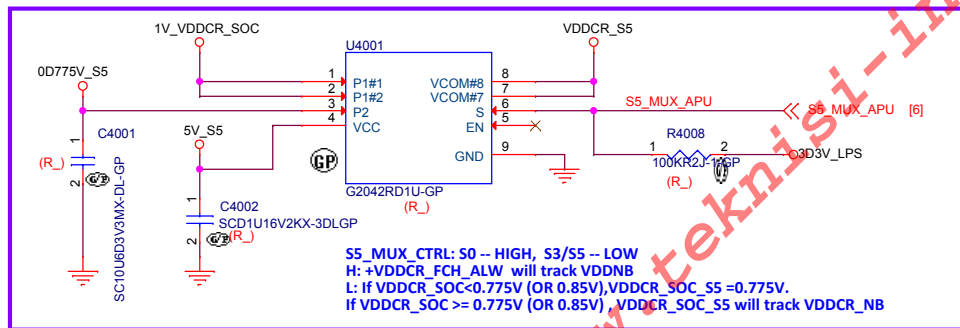 1V_VDDCR_SOC
VDDCR_S5
U4001
0D775V_S5
1 P1#1
2 P1#2
3 P2
4 VCC
VCOM#8 8
VCOM#7 7
S 6
EN 5
GND 9
S5_MUX_APU
S5_MUX_APU [6]
5V_S5
C4001
1
2
(R_)
G/P
SC10U6D3V3MX-DL-GP
GP
G2042RD1U-GP
(R_)
R4008
1 2
100KR2J-1-GP
(R_)
3D3V_LPS
C4002
1
2
SCD1U16V2KX-3DLGP
G/P
(R_)
S5_MUX_CTRL: S0 -- HIGH, S3/S5 -- LOW
H: +VDDCR_FCH_ALW will track VDDNB
L: If VDDCR_SOC<0.775V (OR 0.85V),VDDCR_SOC_S5 =0.775V.
If VDDCR_SOC >= 0.775V (OR 0.85V) , VDDCR_SOC_S5 will track VDDCR_NB
.teknisi-in